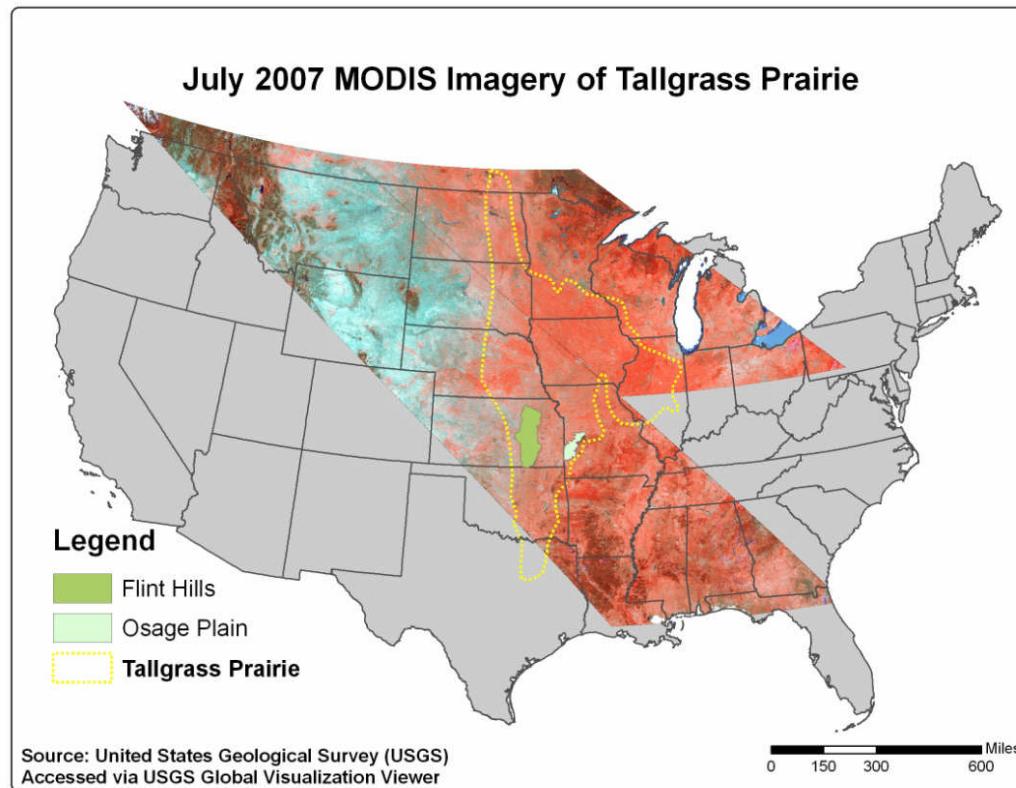 July 2007 MODIS Imagery of Tallgrass Prairie
Legend
Flint Hills
Osage Plain
Tallgrass Prairie
Source: United States Geological Survey (USGS)
Accessed via USGS Global Visualization Viewer
Miles
0 150 300 600